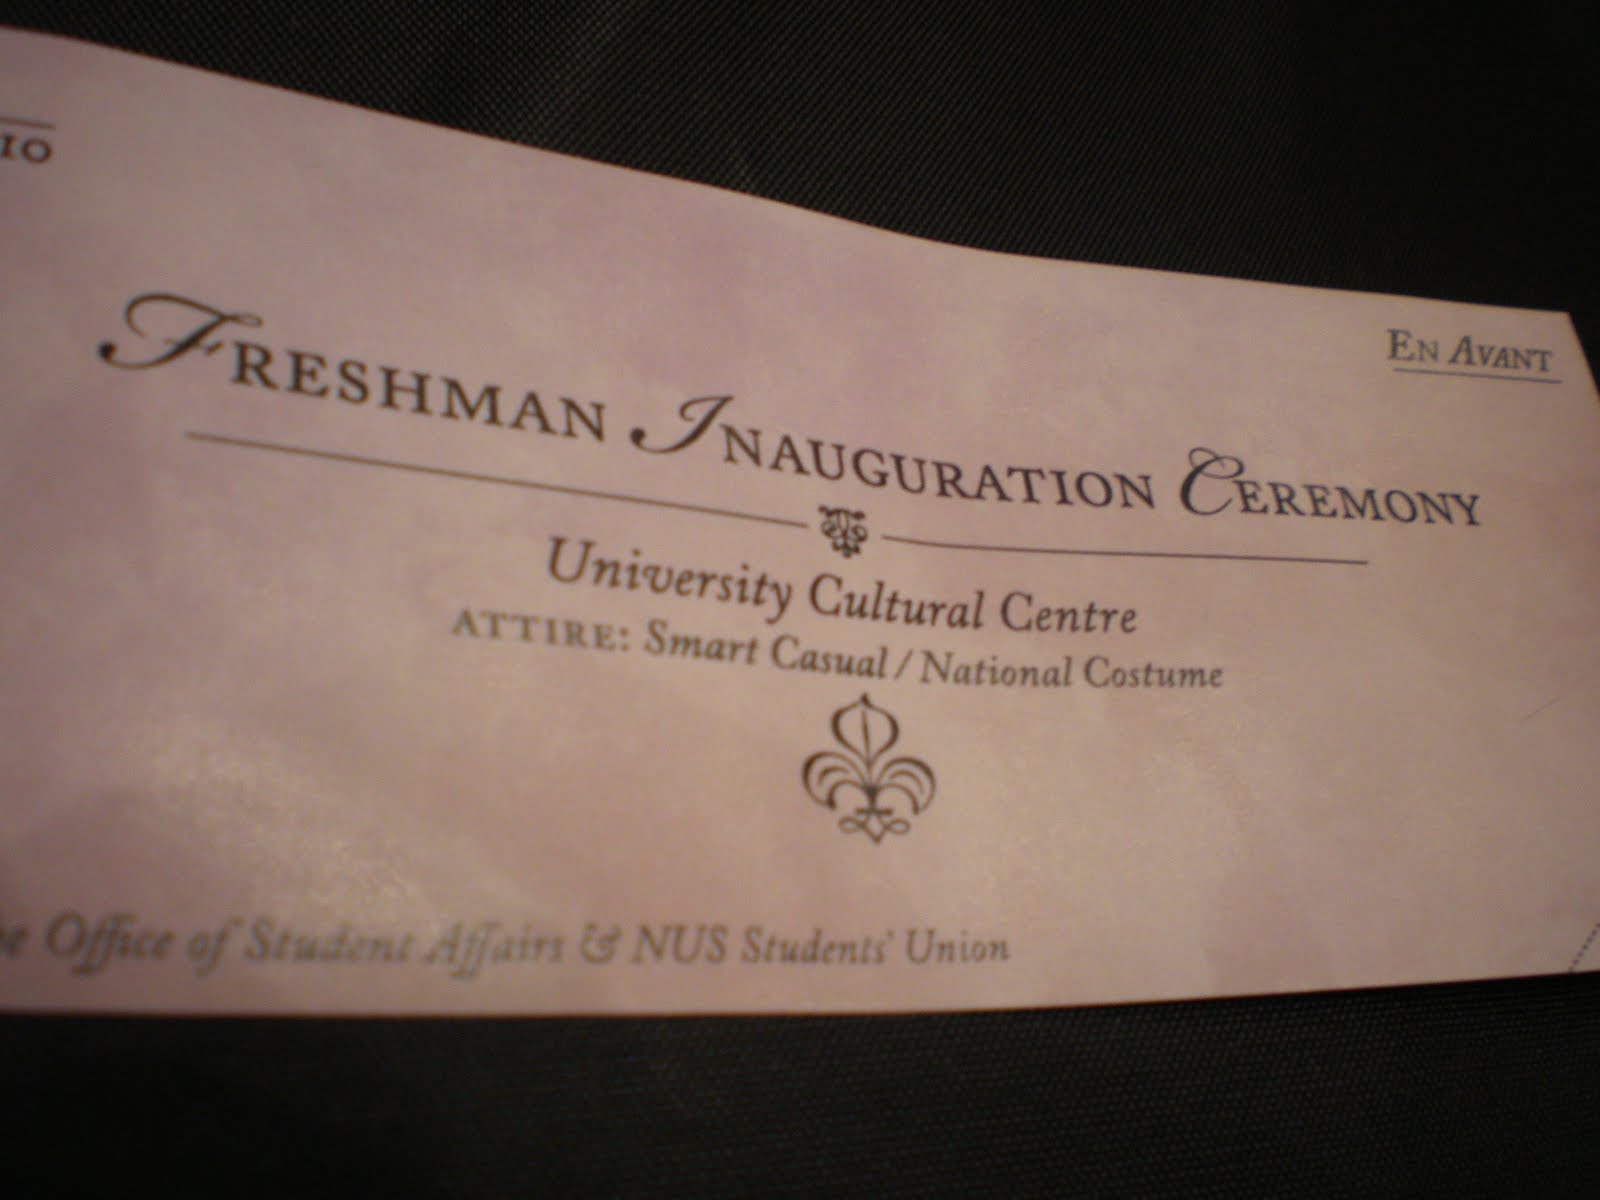 10
En Avant
Freshman Inauguration Ceremony
University Cultural Centre
ATTIRE: Smart Casual / National Costume
Office of Student Affairs & NUS Students' Union